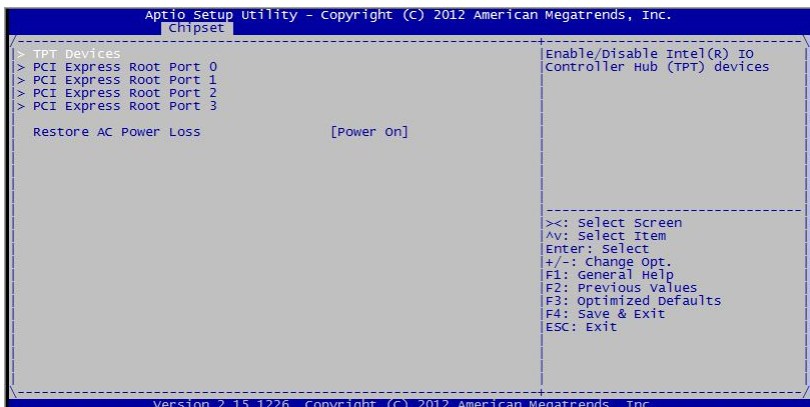 Aptio Setup Utility - Copyright (C) 2012 American Megatrends, Inc.
Chipset
> TPT Devices
> PCI Express Root Port 0
> PCI Express Root Port 1
> PCI Express Root Port 2
> PCI Express Root Port 3
Restore AC Power Loss [Power On]
Enable/Disable Intel(R) IO
Controller Hub (TPT) devices
><: Select Screen
^v: Select Item
Enter: Select
+/-: Change Opt.
F1: General Help
F2: Previous Values
F3: Optimized Defaults
F4: Save & Exit
ESC: Exit
Version 2.15.1226. Copyright (C) 2012 American Megatrends, Inc.